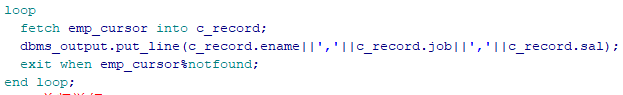 loop
fetch emp_cursor into c_record;
dbms_output.put_line(c_record.ename||','||c_record.job||','||c_record.sal);
exit when emp_cursor%notfound;
end loop;